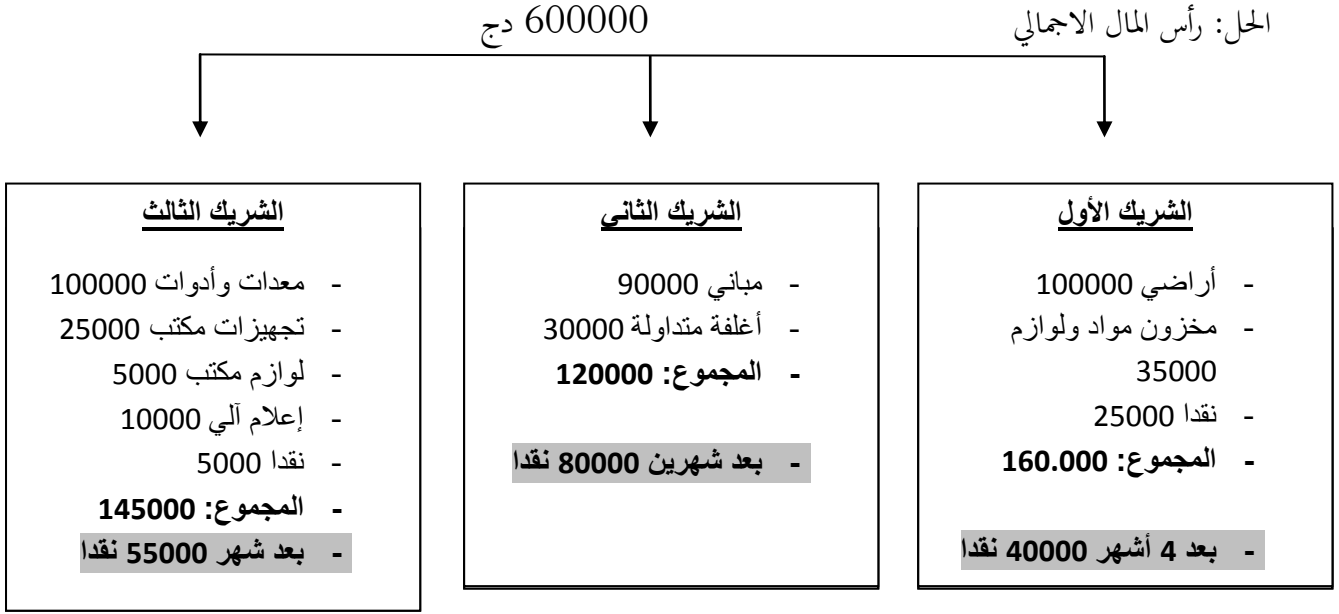 الحل: رأس المال الاجمالي 600000 دج
الشريك الأول
- أراضي 100000
- مخزون مواد ولوازم
35000
- نقدا 25000
- المجموع: 160.000
- بعد 4 أشهر 40000 نقدا
الشريك الثاني
- مباني 90000
- أغلفة متداولة 30000
- المجموع: 120000
- بعد شهرين 80000 نقدا
الشريك الثالث
- معدات وأدوات 100000
- تجهيزات مكتب 25000
- لوازم مكتب 5000
- إعلام آلي 10000
- نقدا 5000
- المجموع: 145000
- بعد شهر 55000 نقدا